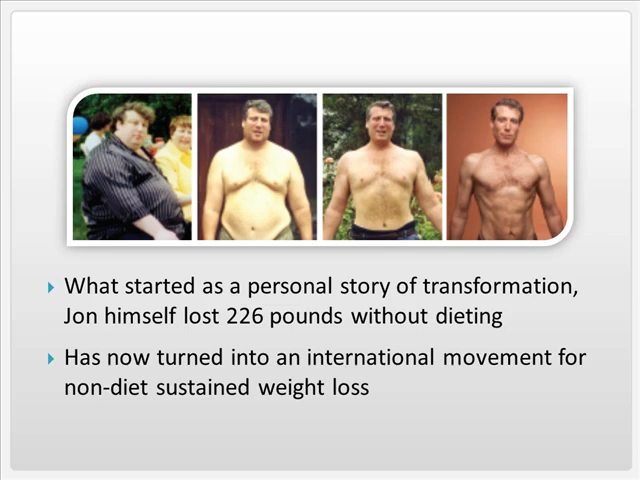 What started as a personal story of transformation,
Jon himself lost 226 pounds without dieting
Has now turned into an international movement for
non-diet sustained weight loss